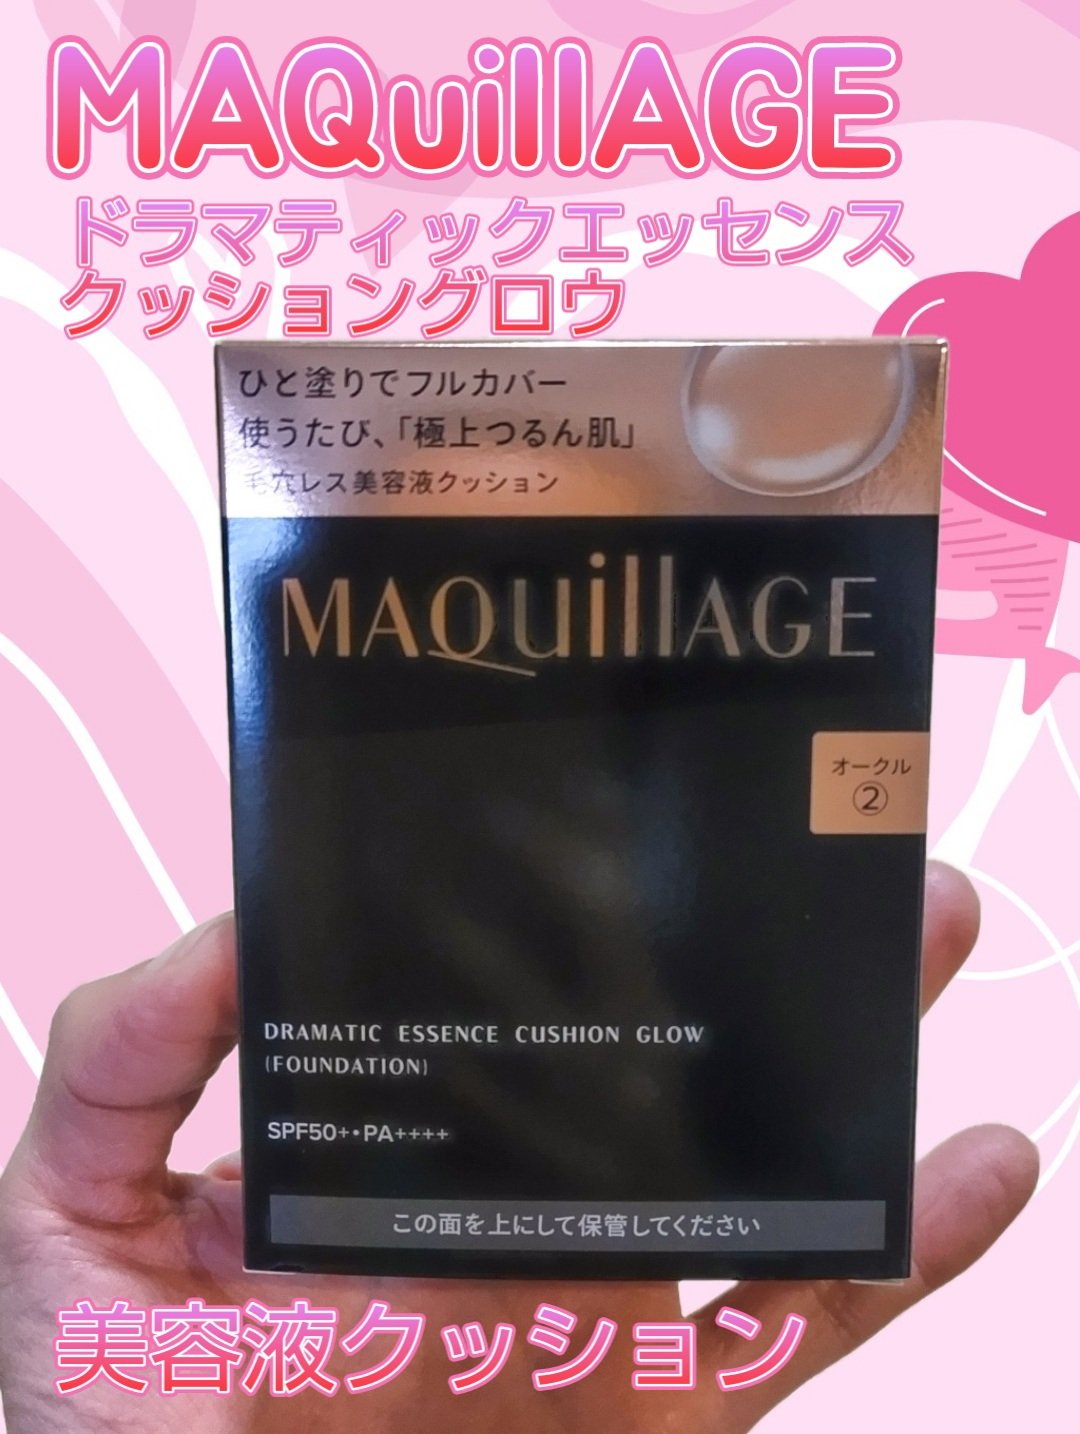 MAQuillAGE
ドラマティックエッセンス
クッショングロウ
ひと塗りでフルカバー
使うたび、「極上つるん肌」
毛穴レス美容液クッション
MAQuillAGE
オークル
②
DRAMATIC ESSENCE CUSHION GLOW
(FOUNDATION)
SPF50+・PA++++
この面を上にして保管してください
美容液クッション